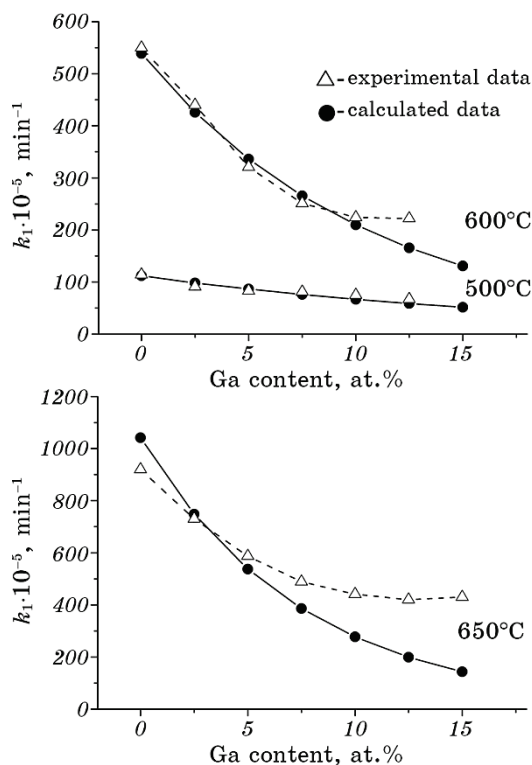 600
500
400
300
200
100
0
k₁·10⁻⁵, min⁻¹
△-experimental data
●-calculated data
600°C
500°C
0 5 10 15
Ga content, at.%
1200
1000
800
600
400
200
0
k₁·10⁻⁵, min⁻¹
650°C
0 5 10 15
Ga content, at.%